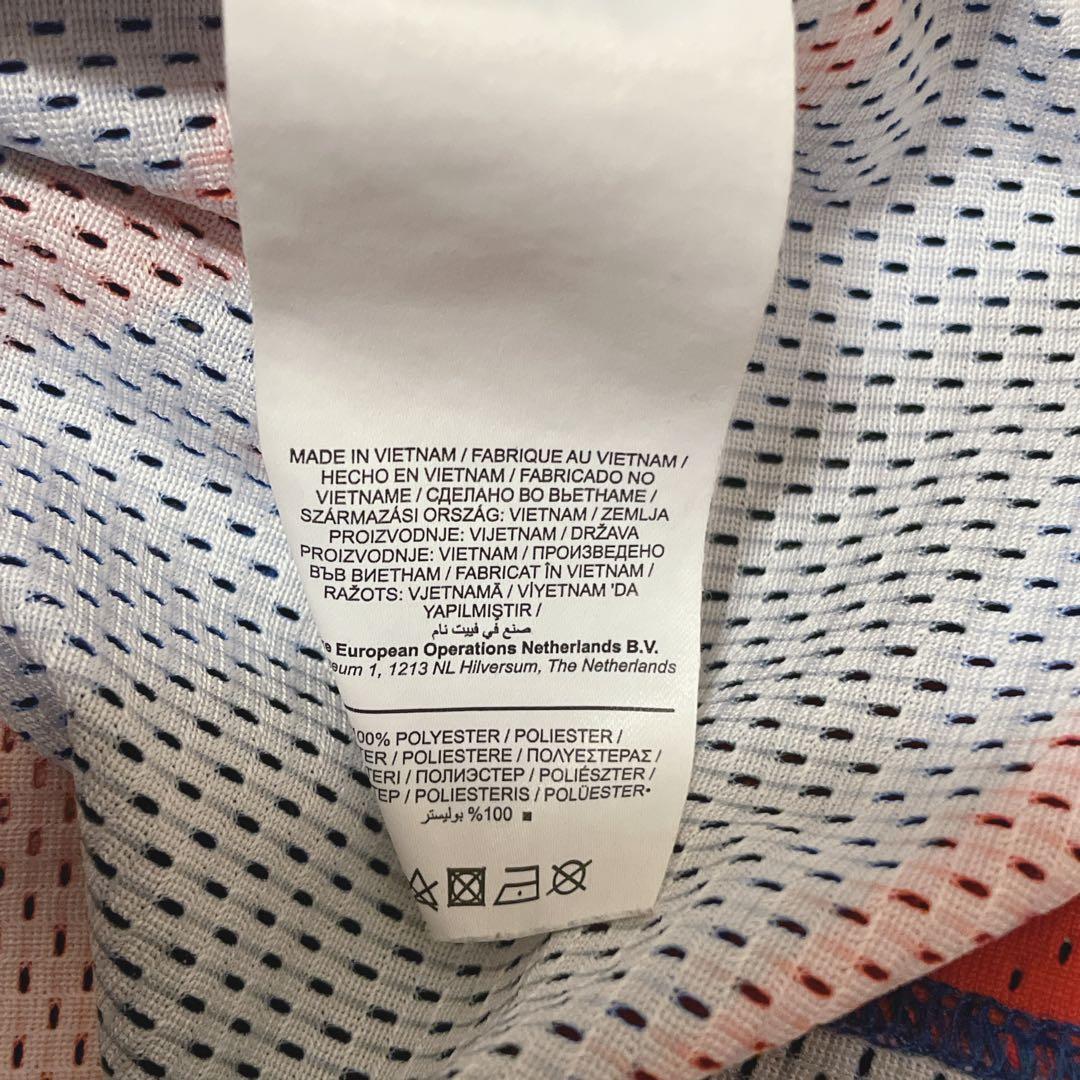 MADE IN VIETNAM / FABRIQUE AU VIETNAM /
HECHO EN VIETNAM / FABRICADO NO
VIETNAME / СДЕЛАНО ВО ВЬЕТНАМЕ /
SZÁRMAZÁSI ORSZÁG: VIETNAM / ZEMLJA
PROIZVODNJE: VIJETNAM / DRŽAVA
PROIZVODNJE: VIETNAM / ПРОИЗВЕДЕНО
ВЪВ ВИЕТНАМ / FABRICAT ÎN VIETNAM /
RAŽOTS: VJETNAMĀ / VİYETNAM 'DA
YAPILMIŞTIR /
صنع في فييت نام
European Operations Netherlands B.V.
1, 1213 NL Hilversum, The Netherlands
100% POLYESTER / POLIESTER /
/ POLIESTERE / ΠΟΛΥΕΣΤΕΡΑΣ /
/ ПОЛИЭСТЕР / POLIÉSZTER /
/ POLIESTERIS / POLÜESTER•
100% بوليستر